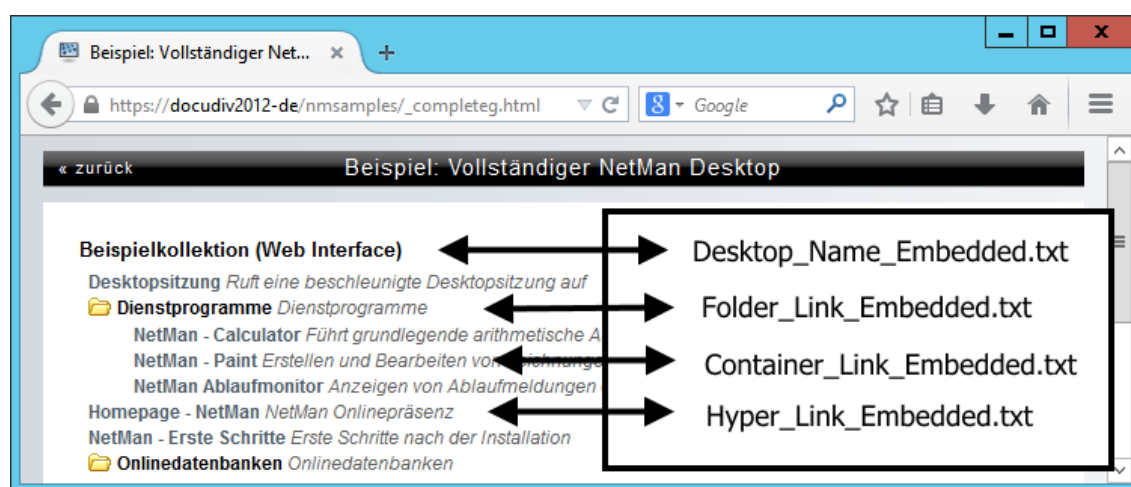 Beispiel: Vollständiger Net...
https://docudiv2012-de/nmsamples/_completeg.html
Google
« zurück
Beispiel: Vollständiger NetMan Desktop
Beispielkollektion (Web Interface)
Desktop_Name_Embedded.txt
Desktopsitzung Ruft eine beschleunigte Desktopsitzung auf
Dienstprogramme Dienstprogramme
Folder_Link_Embedded.txt
NetMan - Calculator Führt grundlegende arithmetische
NetMan - Paint Erstellen und Bearbeiten
Container_Link_Embedded.txt
NetMan Ablaufmonitor Anzeigen von Ablaufmeldungen
Homepage - NetMan NetMan Onlinepräsenz
Hyper_Link_Embedded.txt
NetMan - Erste Schritte Erste Schritte nach der Installation
Onlinedatenbanken Onlinedatenbanken